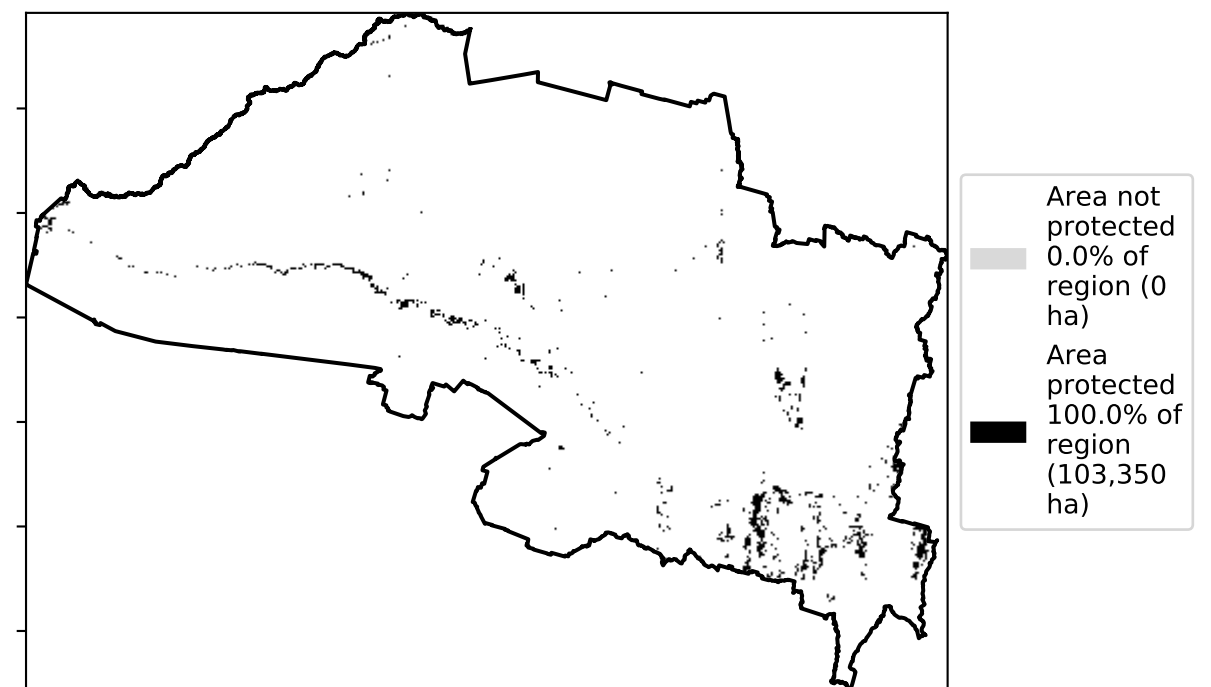 Area not
protected
0.0% of
region (0
ha)
Area
protected
100.0% of
region
(103,350
ha)